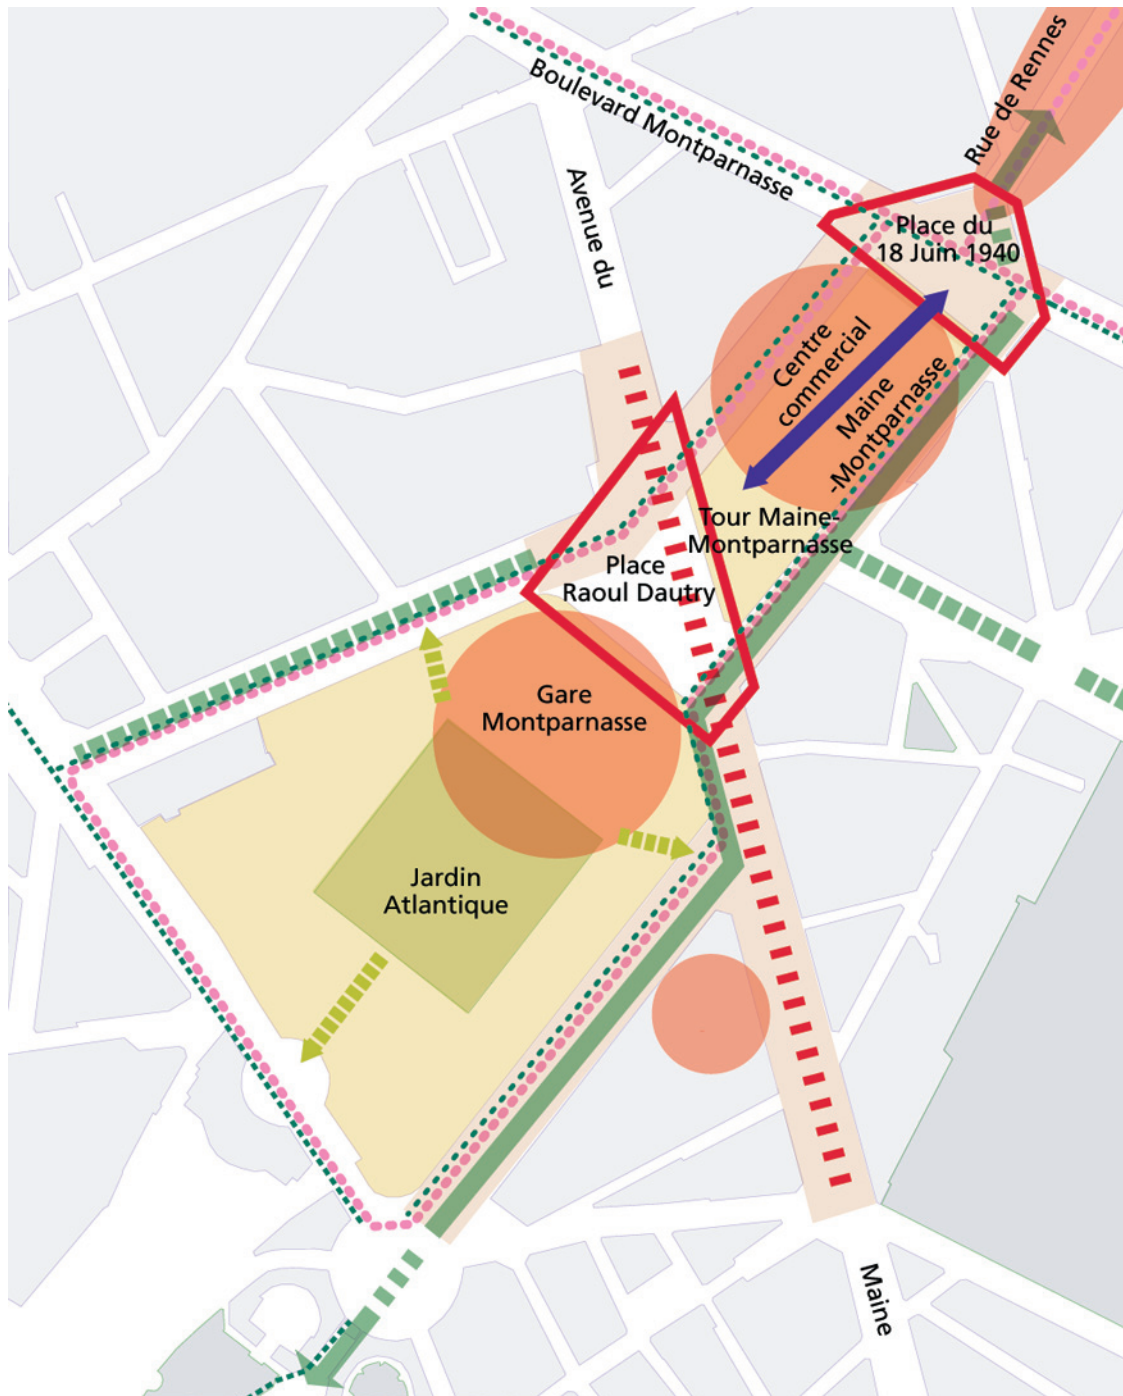 Boulevard Montparnasse
Rue de Rennes
Avenue du
Place du
18 Juin 1940
Centre
commercial
Maine
-Montparnasse
Tour Maine-
Montparnasse
Place
Raoul Dautry
Gare
Montparnasse
Jardin
Atlantique
Maine